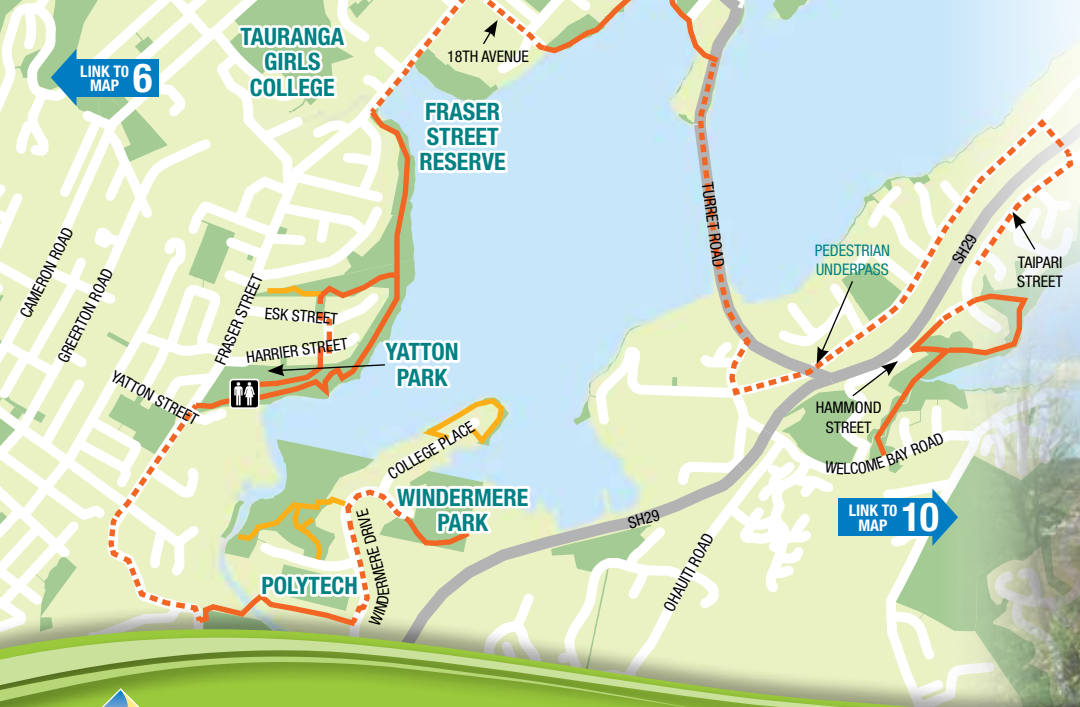 TAURANGA
GIRLS
COLLEGE
18TH AVENUE
LINK TO
MAP 6
FRASER
STREET
RESERVE
TURRET ROAD
PEDESTRIAN
UNDERPASS
SH29
TAIPARI
STREET
CAMERON ROAD
GREERTON ROAD
FRASER STREET
ESK STREET
HARRIER STREET
YATTON
PARK
YATTON STREET
HAMMOND
STREET
COLLEGE PLACE
WELCOME BAY ROAD
WINDERMERE
PARK
LINK TO
MAP 10
SH29
WINDERMERE DRIVE
OHAUITI ROAD
POLYTECH